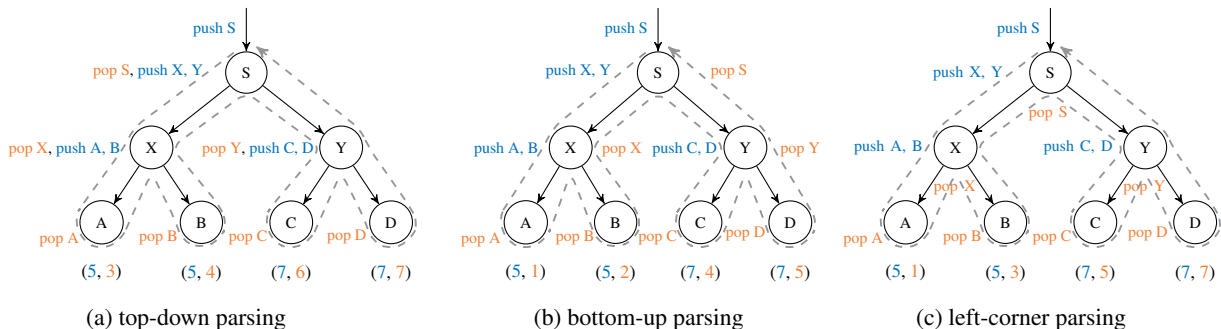 push S
pop S, push X, Y
S
pop X, push A, B
X
pop Y, push C, D
Y
A
B
C
D
pop A
pop B
pop C
pop D
(5, 3)
(5, 4)
(7, 6)
(7, 7)
(a) top-down parsing
push S
push X, Y
S
pop S
push A, B
X
pop X
push C, D
Y
pop Y
A
B
C
D
pop A
pop B
pop C
pop D
(5, 1)
(5, 2)
(7, 4)
(7, 5)
(b) bottom-up parsing
push S
push X, Y
S
pop S
push A, B
X
push C, D
Y
pop X
pop Y
A
B
C
D
pop A
pop B
pop C
pop D
(5, 1)
(5, 3)
(7, 5)
(7, 7)
(c) left-corner parsing